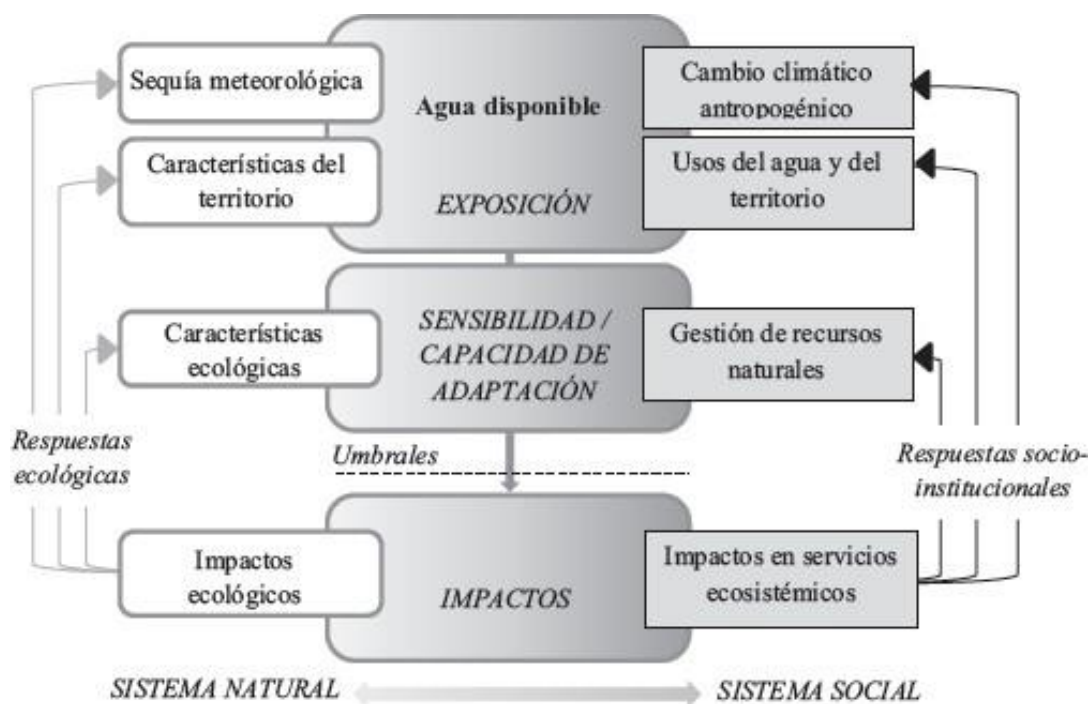 Sequía meteorológica
Agua disponible
Cambio climático
antropogénico
Característícas del
territorio
EXPOSICIÓN
Usos del agua y del
territorio
Características
ecológicas
SENSIBILIDAD /
CAPACIDAD DE
ADAPTACIÓN
Gestión de recursos
naturales
Respuestas
ecológicas
Umbrales
Respuestas socio-
institucionales
Impactos
ecológicos
IMPACTOS
Impactos en servicios
ecosistémicos
SISTEMA NATURAL
SISTEMA SOCIAL